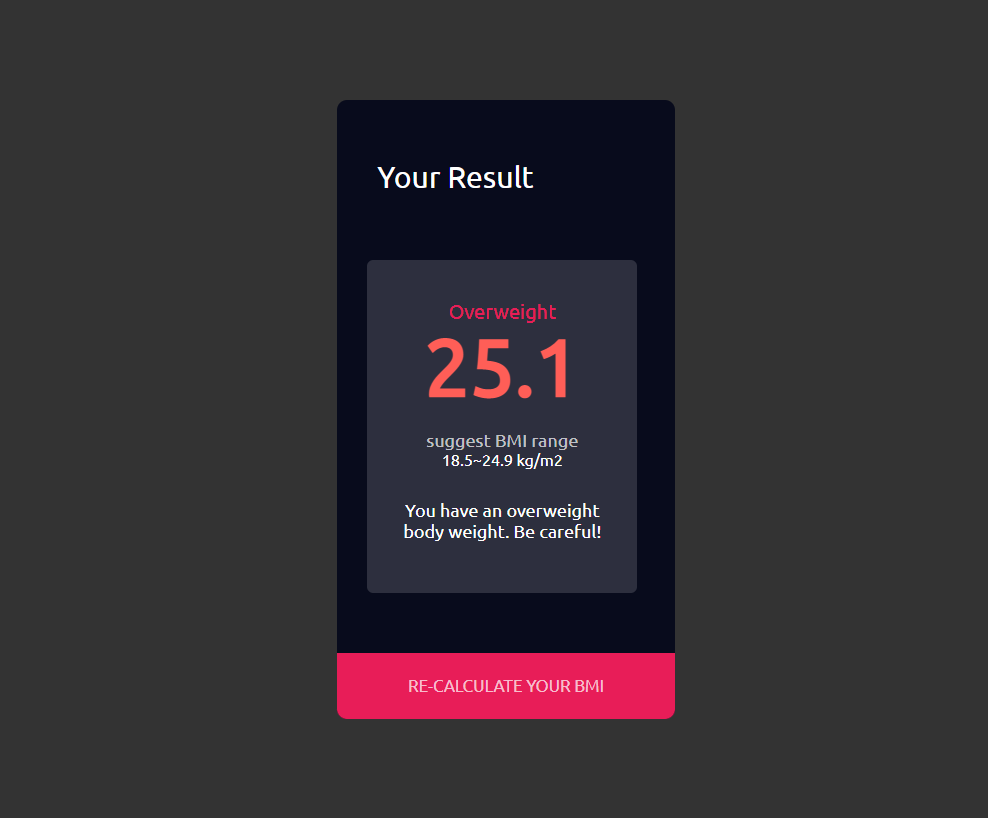 Your Result
Overweight
25.1
suggest BMI range
18.5~24.9 kg/m2
You have an overweight
body weight. Be careful!
RE-CALCULATE YOUR BMI